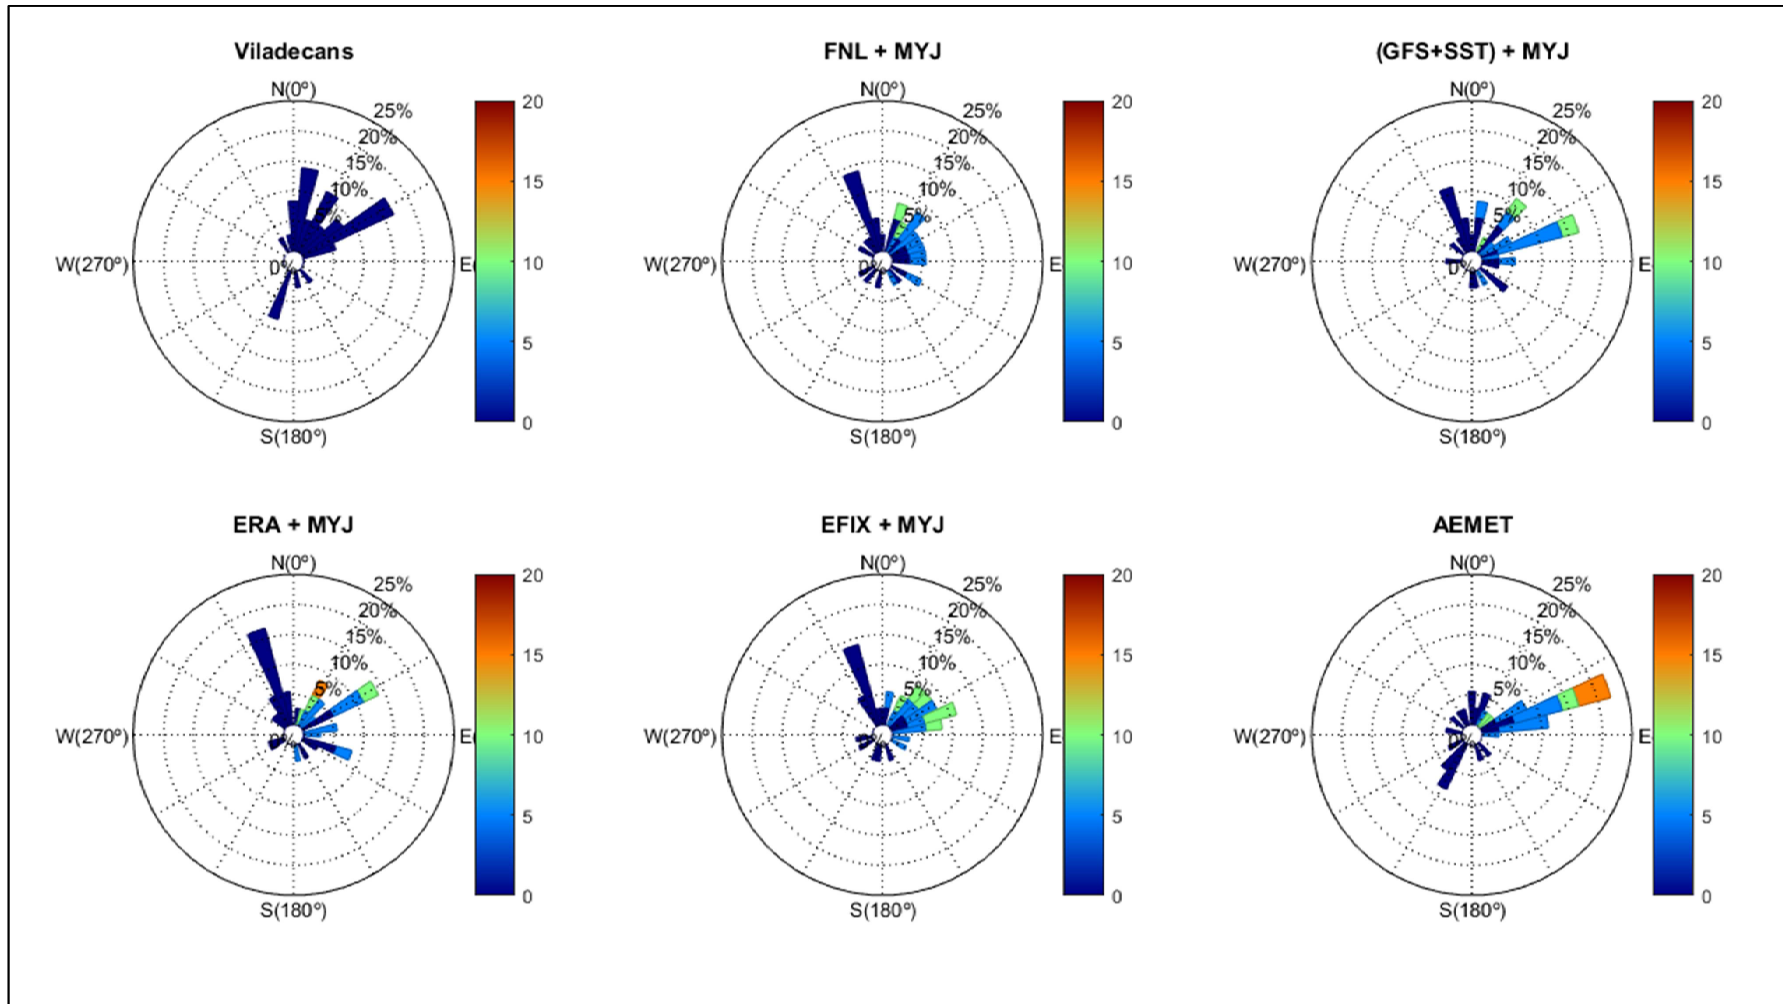 Viladecans
N(0º)
25%
20%
15%
10%
5%
0%
W(270º)
E(
S(180º)
20
15
10
5
0
FNL + MYJ
N(0º)
25%
20%
15%
10%
5%
0%
W(270º)
E
S(180º)
20
15
10
5
0
(GFS+SST) + MYJ
N(0º)
25%
20%
15%
10%
5%
0%
W(270º)
E
S(180º)
20
15
10
5
0
ERA + MYJ
N(0º)
25%
20%
15%
10%
5%
0%
W(270º)
E(
S(180º)
20
15
10
5
0
EFIX + MYJ
N(0º)
25%
20%
15%
10%
5%
0%
W(270º)
E
S(180º)
20
15
10
5
0
AEMET
N(0º)
25%
20%
15%
10%
5%
0%
W(270º)
E
S(180º)
20
15
10
5
0